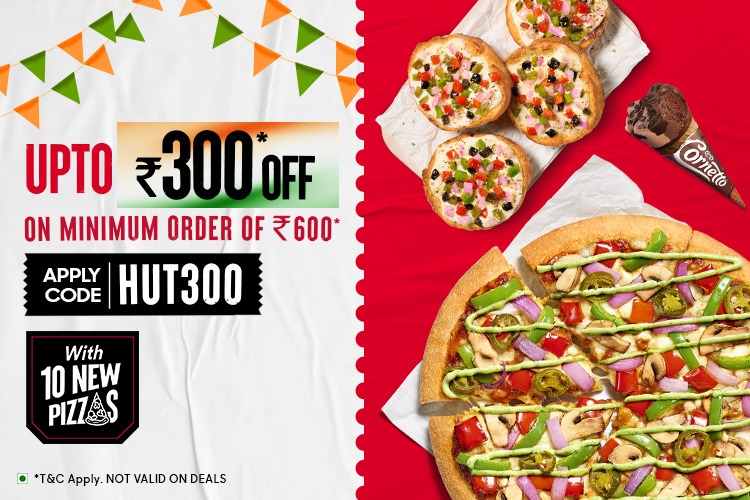 UPTO ₹300* OFF
ON MINIMUM ORDER OF ₹600*
APPLY
CODE
HUT300
With
10 NEW
PIZZAS
*T&C Apply. NOT VALID ON DEALS
Cornetto